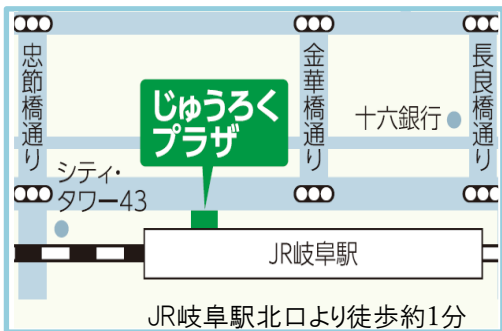 忠節橋通り
金華橋通り
長良橋通り
じゅうろく
プラザ
十六銀行
シティ・
タワー43
JR岐阜駅
JR岐阜駅北口より徒歩約1分